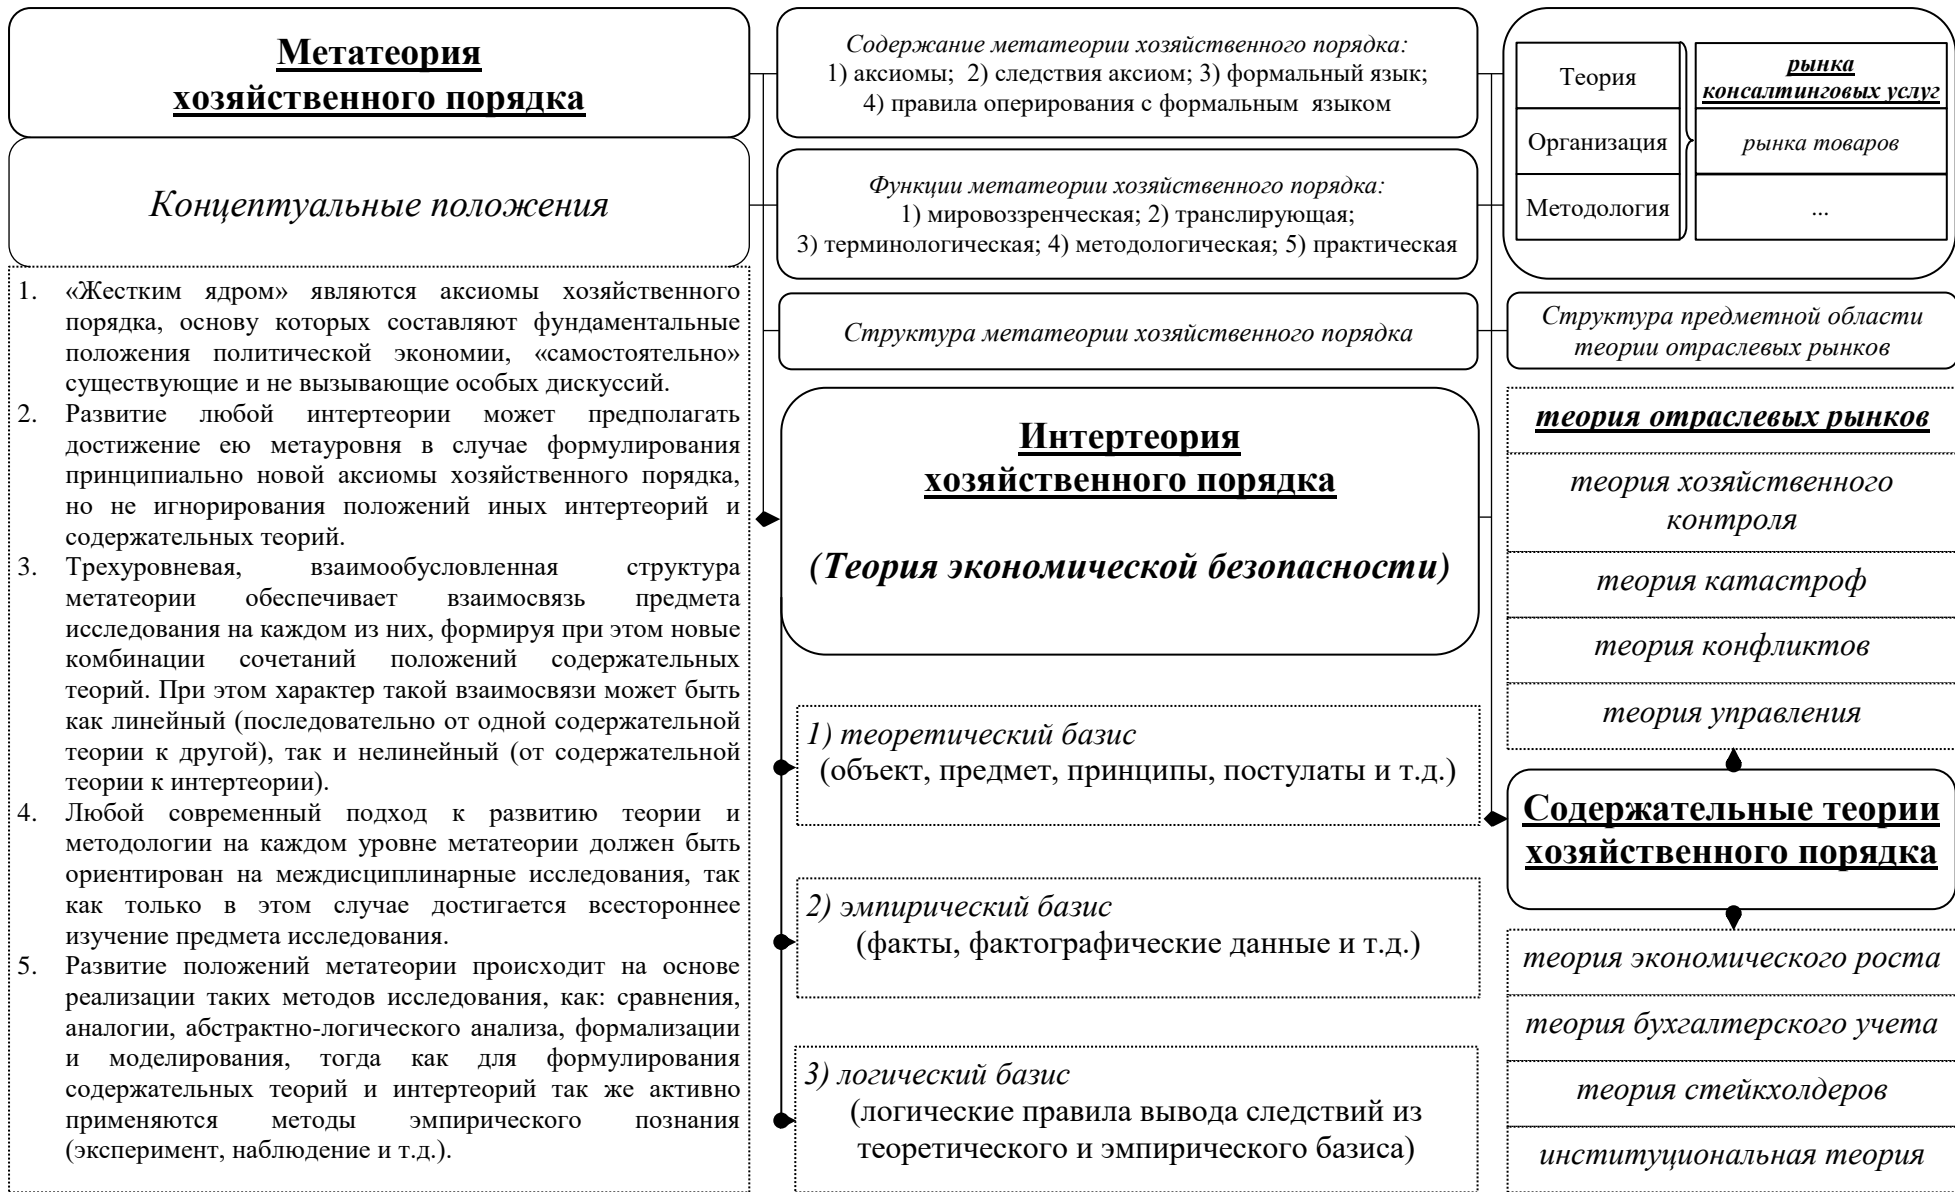 Метатеория
хозяйственного порядка
Концептуальные положения
1. «Жестким ядром» являются аксиомы хозяйственного
порядка, основу которых составляют фундаментальные
положения политической экономии, «самостоятельно»
существующие и не вызывающие особых дискуссий.
2. Развитие любой интертеории может предполагать
достижение ею метауровня в случае формулирования
принципиально новой аксиомы хозяйственного порядка,
но не игнорирования положений иных интертеорий и
содержательных теорий.
3. Трехуровневая, взаимообусловленная структура
метатеории обеспечивает взаимосвязь предмета
исследования на каждом из них, формируя при этом новые
комбинации сочетаний положений содержательных
теорий. При этом характер такой взаимосвязи может быть
как линейный (последовательно от одной содержательной
теории к другой), так и нелинейный (от содержательной
теории к интертеории).
4. Любой современный подход к развитию теории и
методологии на каждом уровне метатеории должен быть
ориентирован на междисциплинарные исследования, так
как только в этом случае достигается всестороннее
изучение предмета исследования.
5. Развитие положений метатеории происходит на основе
реализации таких методов исследования, как: сравнения,
аналогии, абстрактно-логического анализа, формализации
и моделирования, тогда как для формулирования
содержательных теорий и интертеорий так же активно
применяются методы эмпирического познания
(эксперимент, наблюдение и т.д.).
Содержание метатеории хозяйственного порядка:
1) аксиомы; 2) следствия аксиом; 3) формальный язык;
4) правила оперирования с формальным языком
Функции метатеории хозяйственного порядка:
1) мировоззренческая; 2) транслирующая;
3) терминологическая; 4) методологическая; 5) практическая
Структура метатеории хозяйственного порядка
Интертеория
хозяйственного порядка
(Теория экономической безопасности)
1) теоретический базис
(объект, предмет, принципы, постулаты и т.д.)
2) эмпирический базис
(факты, фактографические данные и т.д.)
3) логический базис
(логические правила вывода следствий из
теоретического и эмпирического базиса)
Теория
Организация
Методология
рынка
консалтинговых услуг
рынка товаров
...
Структура предметной области
теории отраслевых рынков
теория отраслевых рынков
теория хозяйственного
контроля
теория катастроф
теория конфликтов
теория управления
Содержательные теории
хозяйственного порядка
теория экономического роста
теория бухгалтерского учета
теория стейкхолдеров
институциональная теория